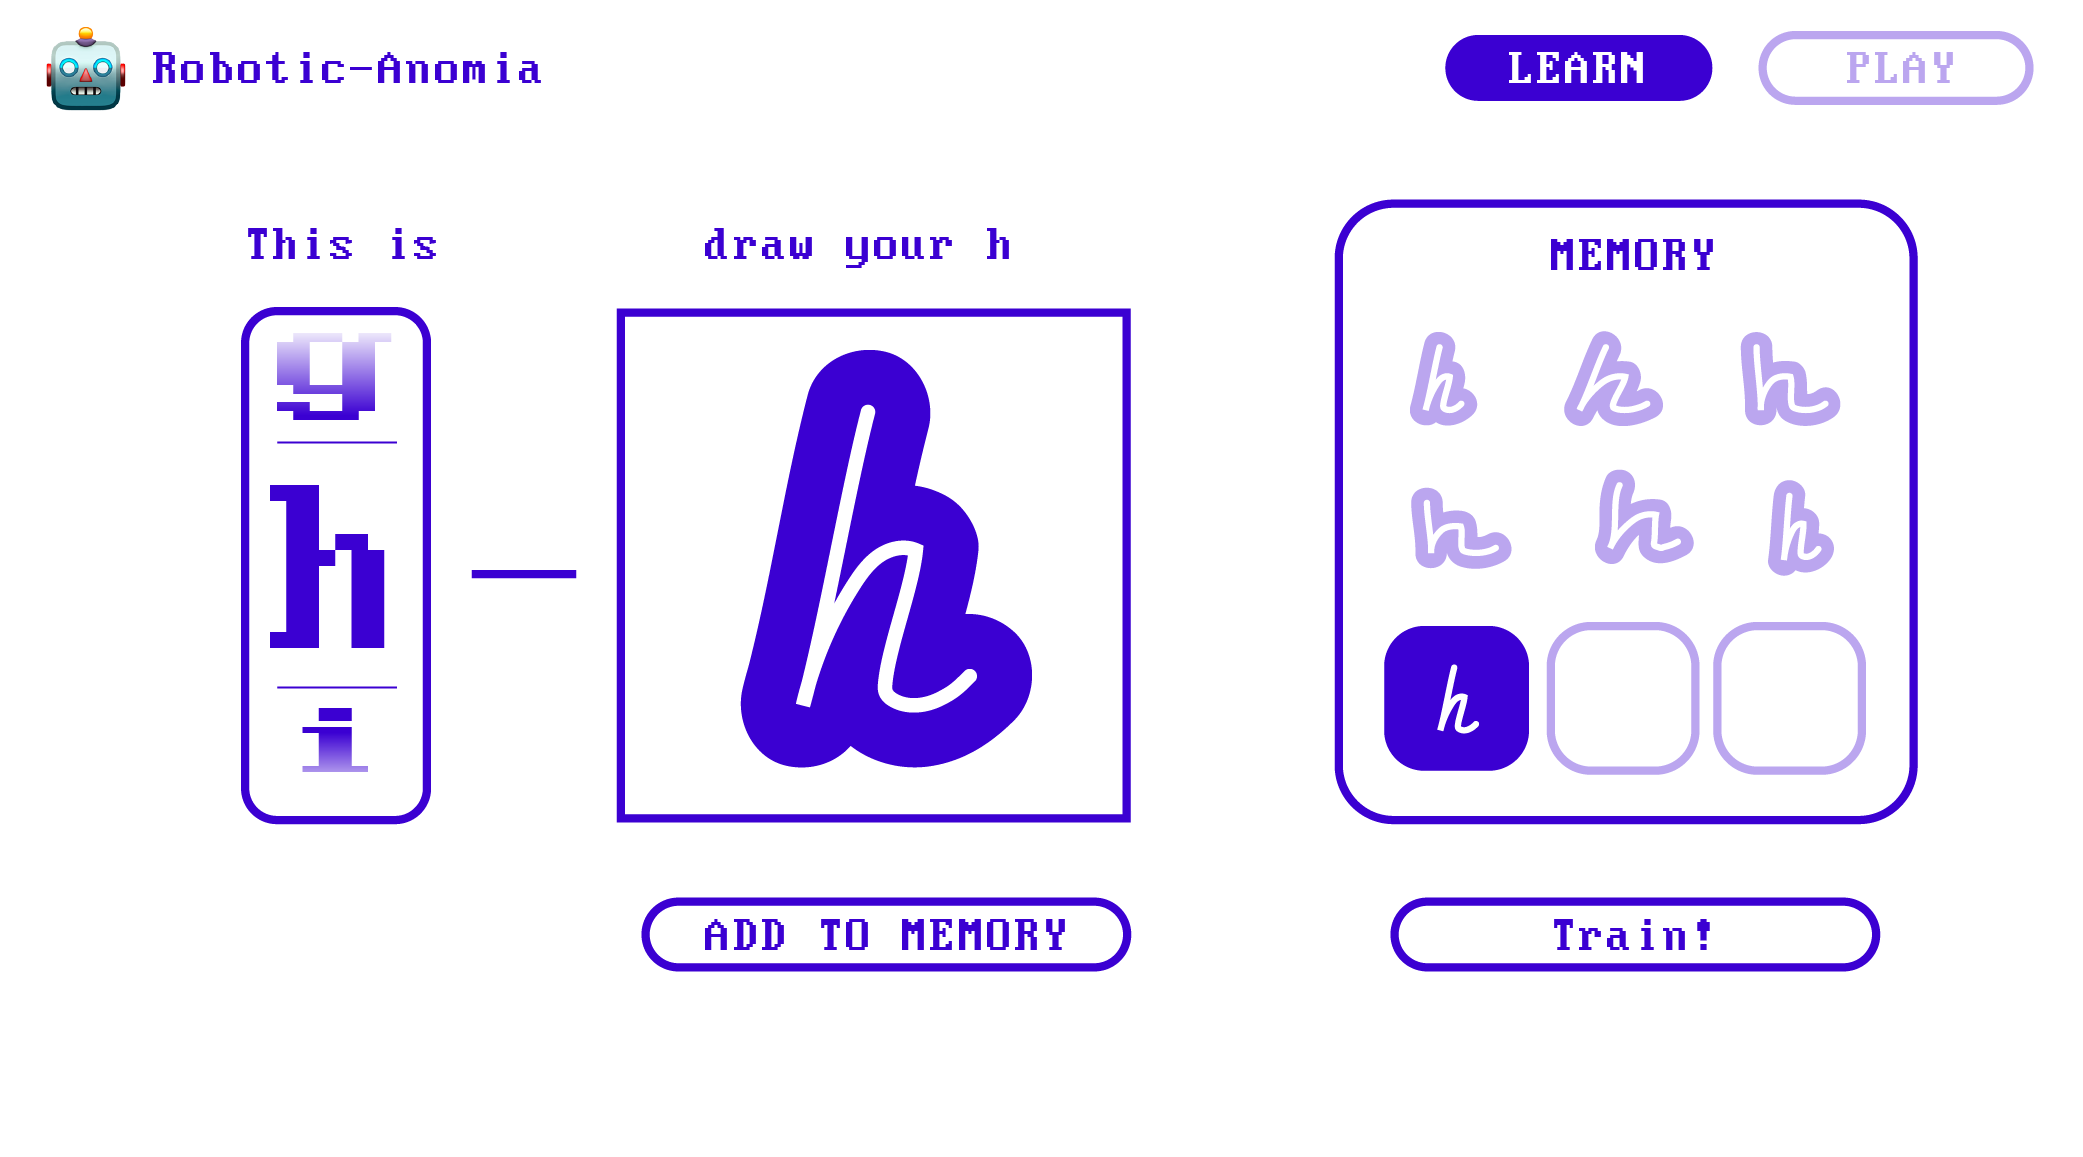 Robotic-Anomia
LEARN
PLAY
This is
draw your h
MEMORY
g
h
i
h
h h h
h h h
h
ADD TO MEMORY
Train!